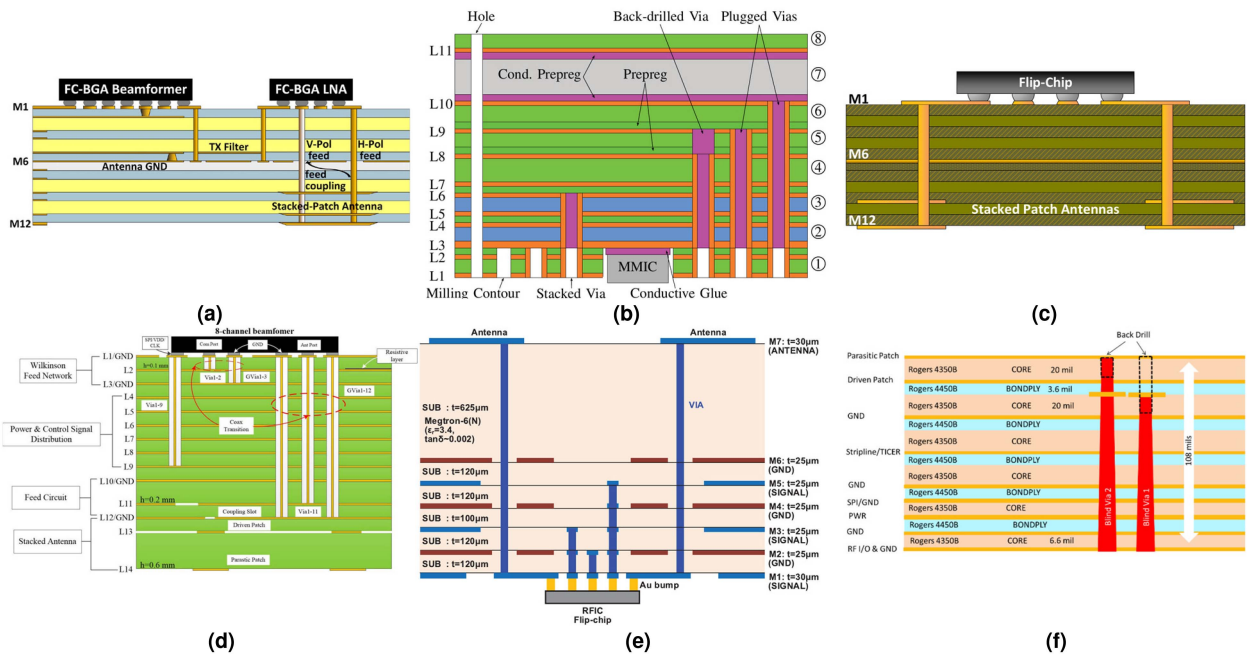 FC-BGA Beamformer
FC-BGA LNA
M1
TX Filter
V-Pol
feed
H-Pol
feed
M6
Antenna GND
feed
coupling
Stacked-Patch Antenna
M12
(a)
Hole
Back-drilled Via
Plugged Vias
L11
Cond. Prepreg
Prepreg
L10
L9
L8
L7
L6
L5
L4
L3
L2
L1
⑧
⑦
⑥
⑤
④
③
②
①
MMIC
Milling Contour
Stacked Via
Conductive Glue
(b)
Flip-Chip
M1
M6
M12
Stacked Patch Antennas
(c)
8-channel beamfomer
SPI/VDD/
CLK
Com Port
GND
Ant Port
Wilkinson
Feed Network
L1/GND
h=0.1 mm
L2
L3/GND
Resistive
layer
Via1-2
GVia1-3
GVia1-12
Via1-9
Coax
Transition
Power & Control Signal
Distribution
L4
L5
L6
L7
L8
L9
Feed Circuit
L10/GND
h=0.2 mm
L11
Via1-11
Coupling Slot
L12/GND
Driven Patch
L13
Stacked Antenna
Parastic Patch
h=0.6 mm
L14
(d)
Antenna
Antenna
M7: t=30μm
(ANTENNA)
VIA
SUB : t=625μm
Megtron-6(N)
(εr=3.4,
tanδ~0.002)
M6: t=25μm
(GND)
SUB : t=120μm
M5: t=25μm
(SIGNAL)
SUB : t=120μm
M4: t=25μm
(GND)
SUB : t=100μm
M3: t=25μm
(SIGNAL)
SUB : t=120μm
M2: t=25μm
(GND)
SUB : t=120μm
M1: t=30μm
(SIGNAL)
Au bump
RFIC
Flip-chip
(e)
Back Drill
Parasitic Patch
Rogers 4350B CORE 20 mil
Driven Patch
Rogers 4450B BONDPLY 3.6 mil
Rogers 4350B CORE 20 mil
GND
Rogers 4450B BONDPLY
Rogers 4350B CORE
Stripline/TICER
Rogers 4450B BONDPLY
Rogers 4350B CORE
GND
Rogers 4450B BONDPLY
SPI/GND
Rogers 4350B CORE
PWR
Rogers 4450B BONDPLY
GND
Rogers 4350B CORE 6.6 mil
RF I/O & GND
Blind Via 2
Blind Via 1
108 mils
(f)